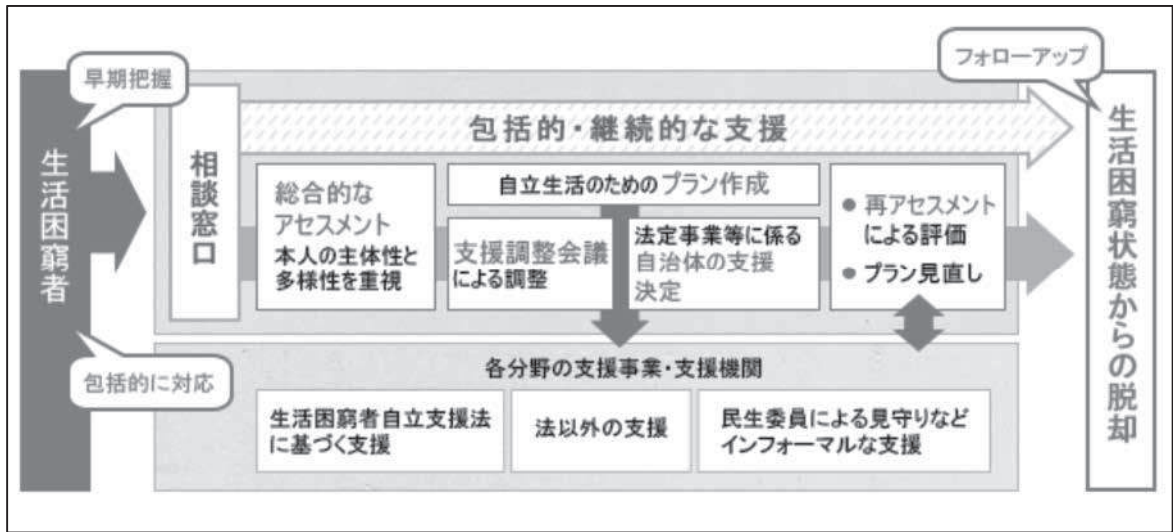 早期把握
フォローアップ
生活困窮者
相談窓口
包括的・継続的な支援
総合的な
アセスメント
本人の主体性と
多様性を重視
自立生活のためのプラン作成
支援調整会議
による調整
法定事業等に係る
自治体の支援
決定
● 再アセスメント
による評価
● プラン見直し
生活困窮状態からの脱却
包括的に対応
各分野の支援事業・支援機関
生活困窮者自立支援法
に基づく支援
法以外の支援
民生委員による見守りなど
インフォーマルな支援